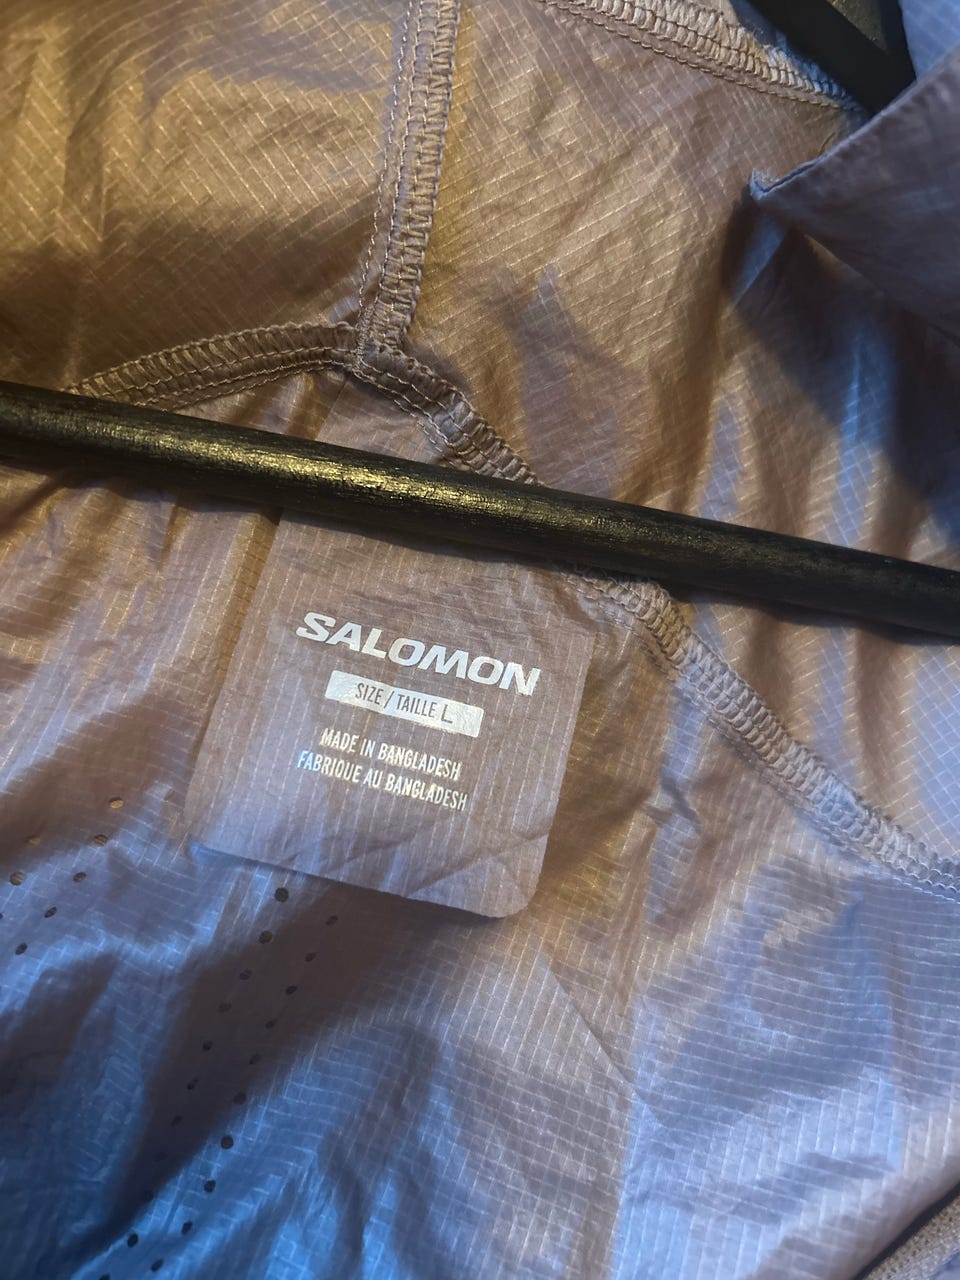 SALOMON
SIZE / TAILLE L
MADE IN BANGLADESH
FABRIQUE AU BANGLADESH